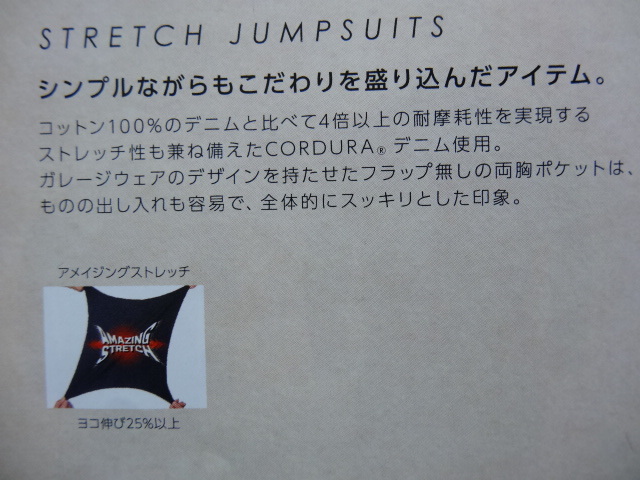 STRETCH JUMPSUITS
シンプルながらもこだわりを盛り込んだアイテム。
コットン100%のデニムと比べて4倍以上の耐摩耗性を実現する
ストレッチ性も兼ね備えたCORDURA® デニム使用。
ガレージウェアのデザインを持たせたフラップ無しの両胸ポケットは、
ものの出し入れも容易で、全体的にスッキリとした印象。
アメイジングストレッチ
AMAZING
STRETCH
ヨコ伸び25%以上